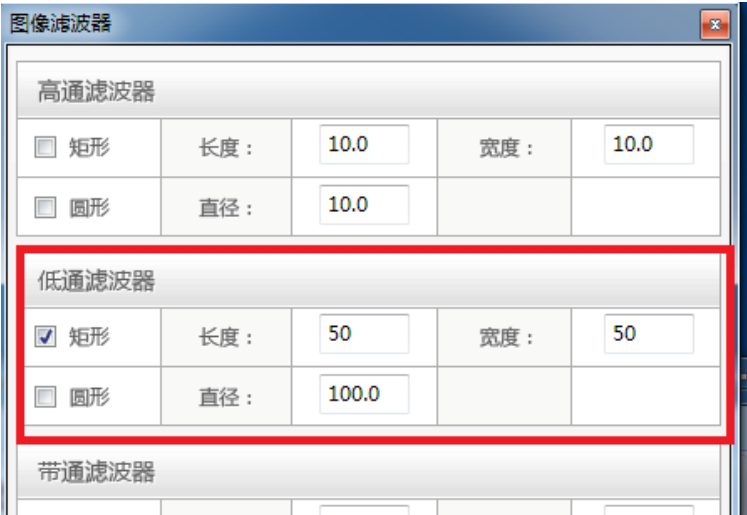 图像滤波器
高通滤波器
矩形 长度： 10.0 宽度： 10.0
圆形 直径： 10.0
低通滤波器
矩形 长度： 50 宽度： 50
圆形 直径： 100.0
带通滤波器